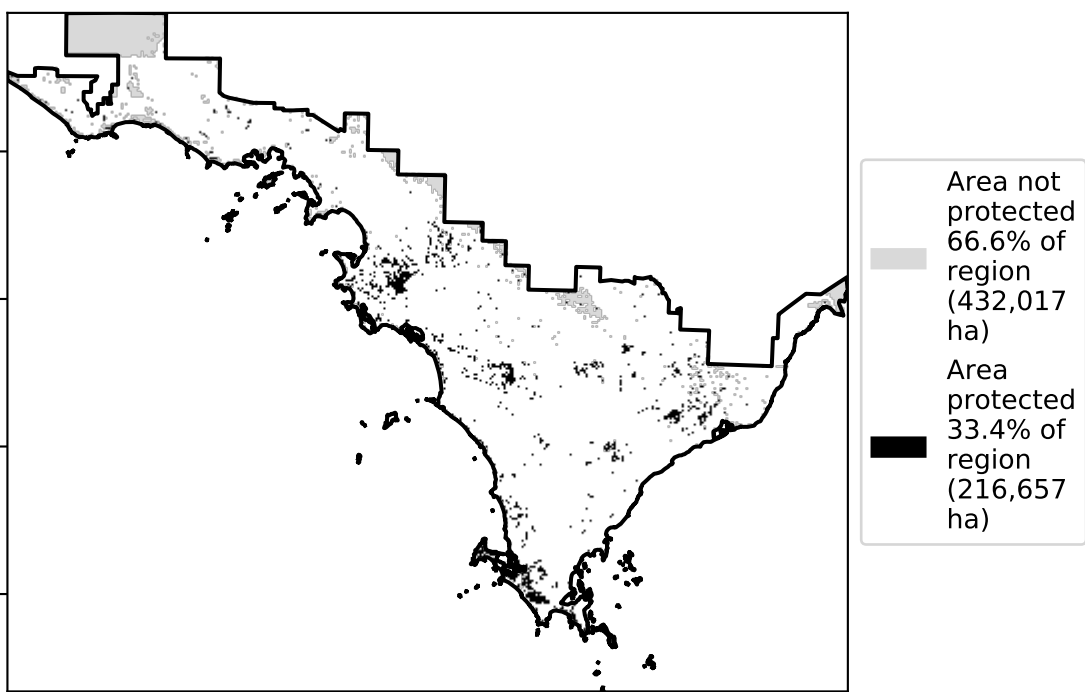 Area not
protected
66.6% of
region
(432,017
ha)
Area
protected
33.4% of
region
(216,657
ha)